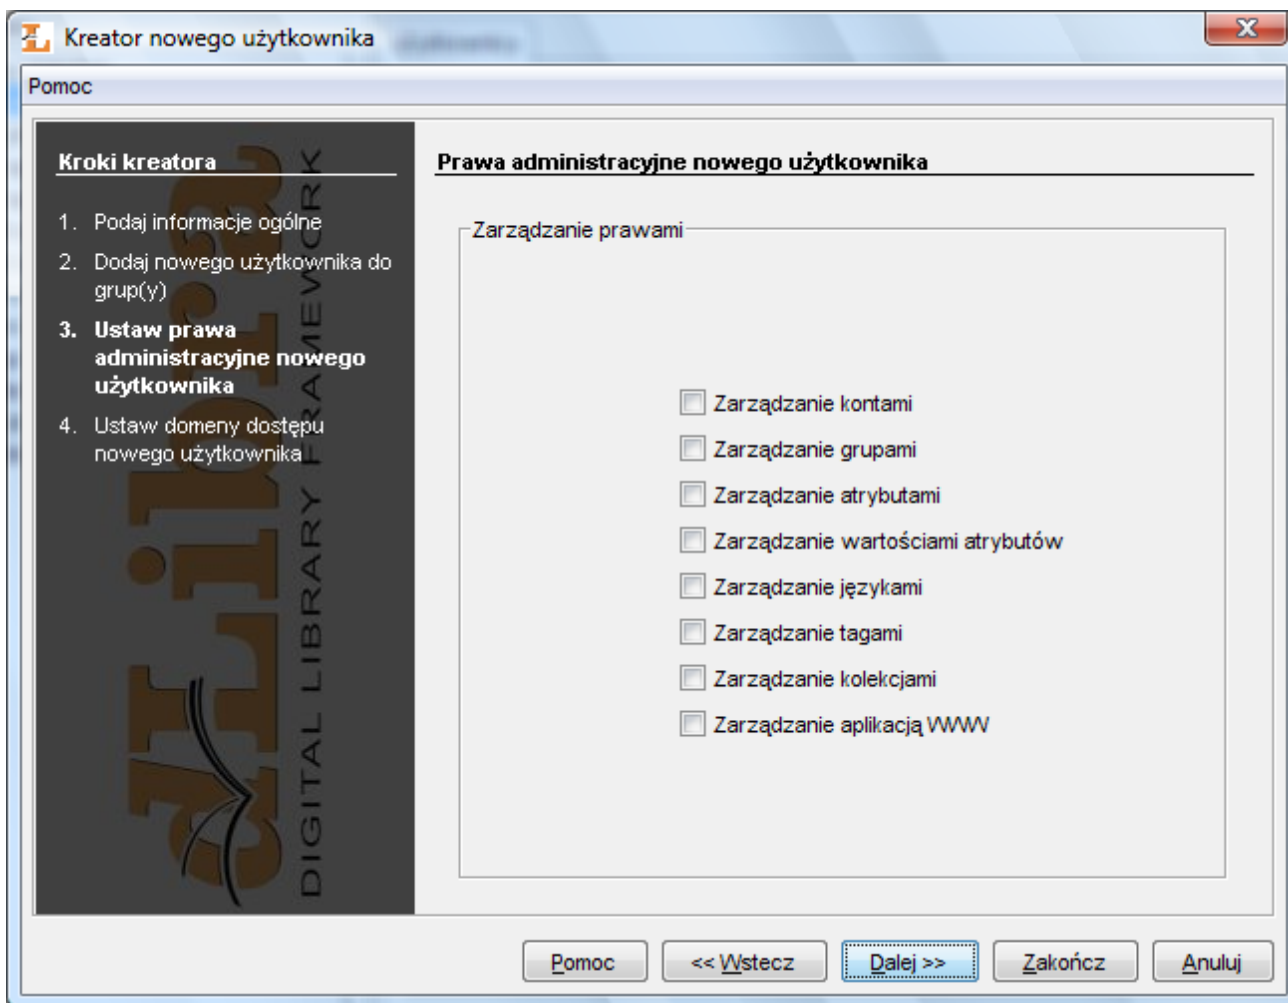 Kreator nowego użytkownika
Pomoc
Kroki kreatora
1. Podaj informacje ogólne
2. Dodaj nowego użytkownika do
grup(y)
3. Ustaw prawa
administracyjne nowego
użytkownika
4. Ustaw domeny dostępu
nowego użytkownika
dLibra
DIGITAL LIBRARY FRAMEWORK
Prawa administracyjne nowego użytkownika
Zarządzanie prawami
Zarządzanie kontami
Zarządzanie grupami
Zarządzanie atrybutami
Zarządzanie wartościami atrybutów
Zarządzanie językami
Zarządzanie tagami
Zarządzanie kolekcjami
Zarządzanie aplikacją WWW
Pomoc
<< Wstecz
Dalej >>
Zakończ
Anuluj